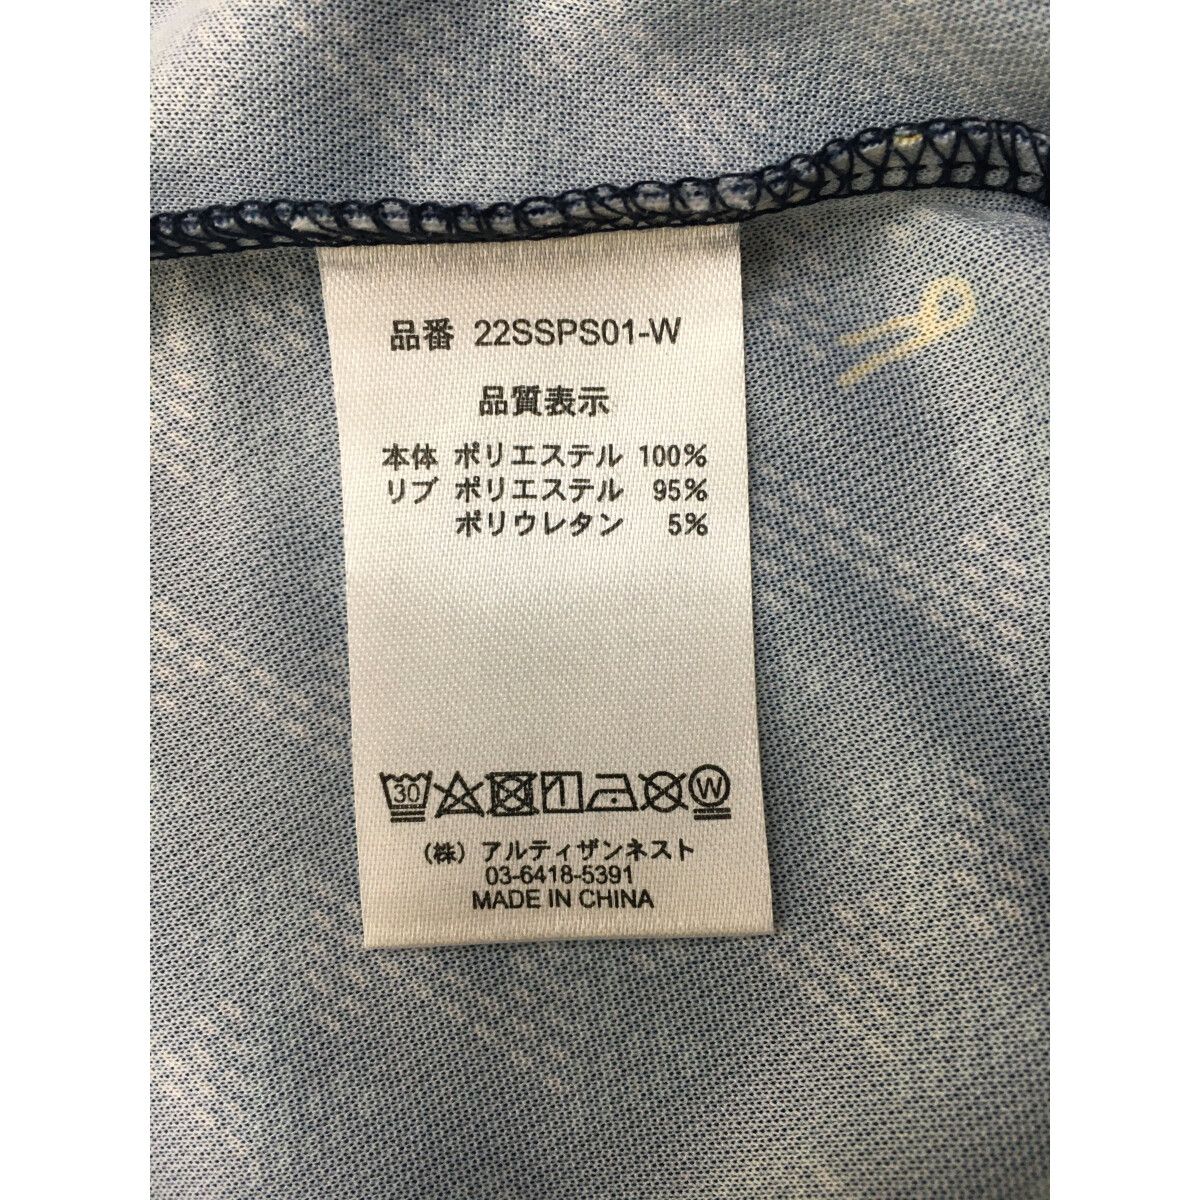 品番 22SSPS01-W
品質表示
本体 ポリエステル 100%
リブ ポリエステル 95%
ポリウレタン 5%
30 W
(株) アルティザンネスト
03-6418-5391
MADE IN CHINA